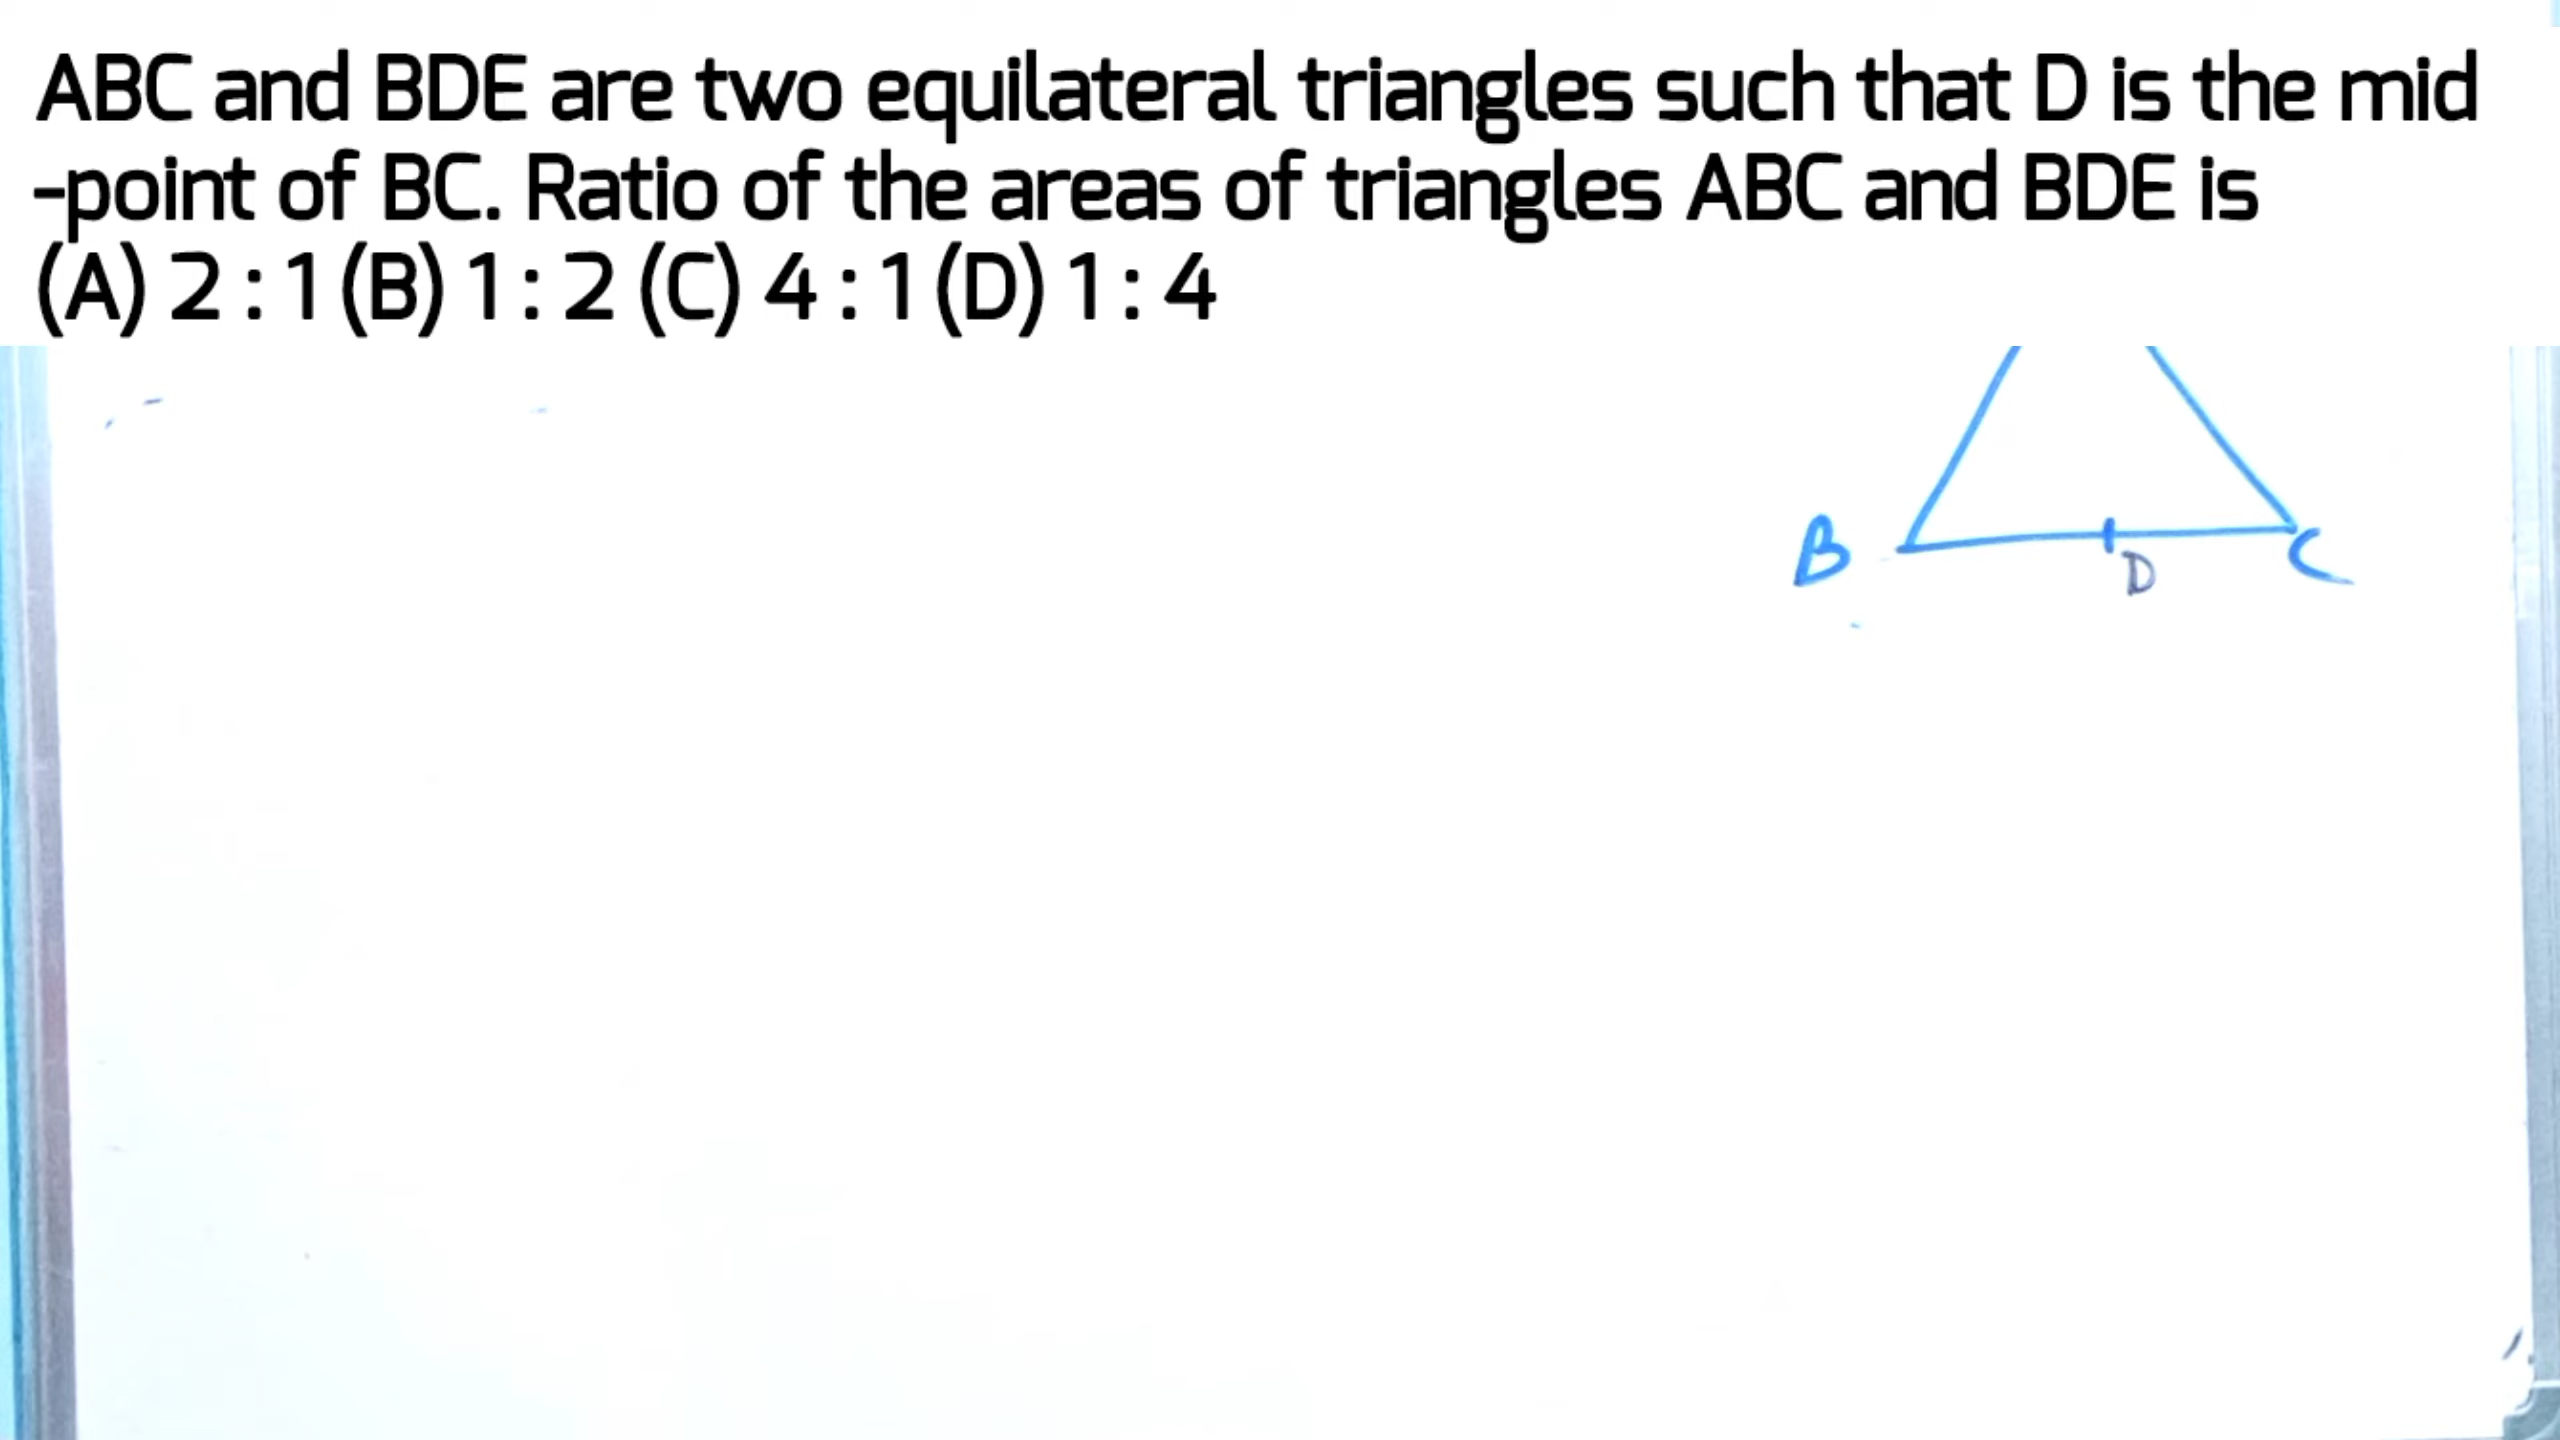 ABC and BDE are two equilateral triangles such that D is the mid
-point of BC. Ratio of the areas of triangles ABC and BDE is
(A) 2 : 1 (B) 1 : 2 (C) 4 : 1 (D) 1 : 4
B
D
C